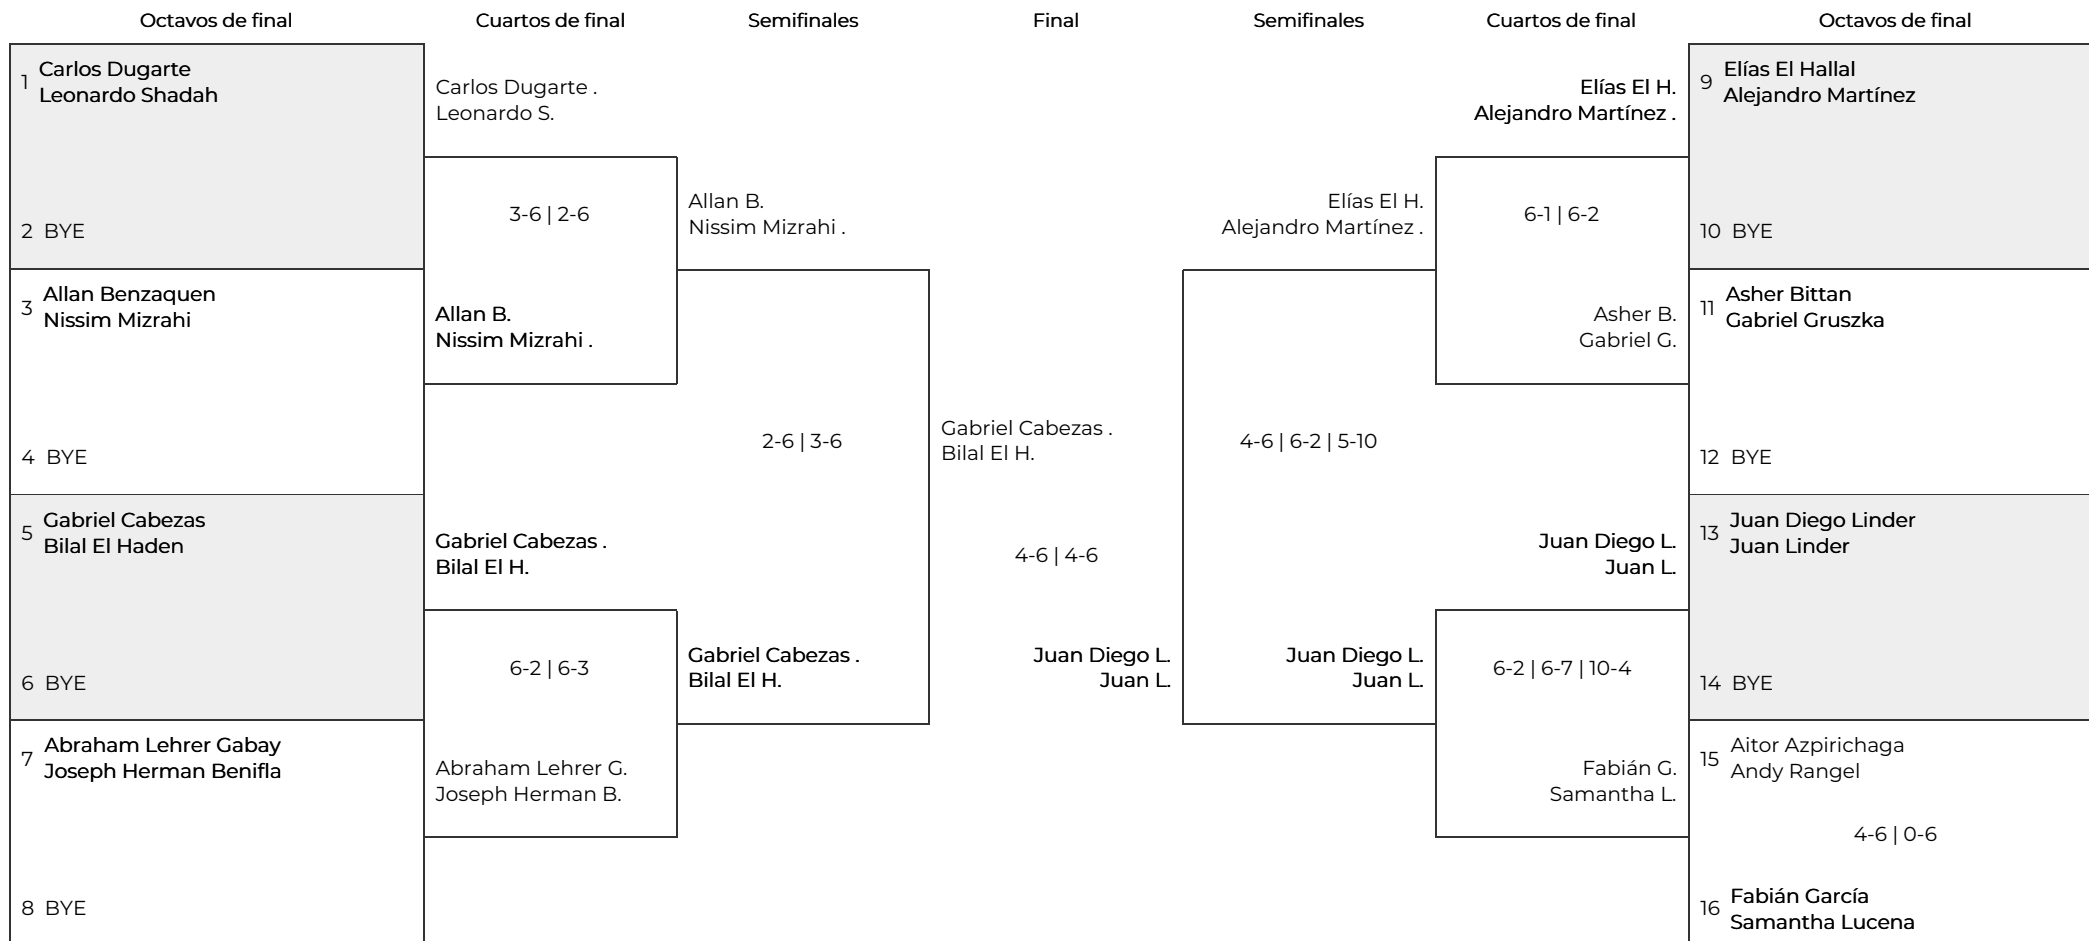 Octavos de final
Cuartos de final
Semifinales
Final
Semifinales
Cuartos de final
Octavos de final
1 Carlos Dugarte
Leonardo Shadah
2 BYE
3 Allan Benzaquen
Nissim Mizrahi
4 BYE
5 Gabriel Cabezas
Bilal El Haden
6 BYE
7 Abraham Lehrer Gabay
Joseph Herman Benifla
8 BYE
Carlos Dugarte .
Leonardo S.
3-6 | 2-6
Allan B.
Nissim Mizrahi .
Gabriel Cabezas .
Bilal El H.
6-2 | 6-3
Abraham Lehrer G.
Joseph Herman B.
Allan B.
Nissim Mizrahi .
2-6 | 3-6
Gabriel Cabezas .
Bilal El H.
Gabriel Cabezas .
Bilal El H.
4-6 | 4-6
Juan Diego L.
Juan L.
Elías El H.
Alejandro Martínez .
4-6 | 6-2 | 5-10
Juan Diego L.
Juan L.
Elías El H.
Alejandro Martínez .
6-1 | 6-2
Asher B.
Gabriel G.
Juan Diego L.
Juan L.
6-2 | 6-7 | 10-4
Fabián G.
Samantha L.
9 Elías El Hallal
Alejandro Martínez
10 BYE
11 Asher Bittan
Gabriel Gruszka
12 BYE
13 Juan Diego Linder
Juan Linder
14 BYE
15 Aitor Azpirichaga
Andy Rangel
4-6 | 0-6
16 Fabián García
Samantha Lucena